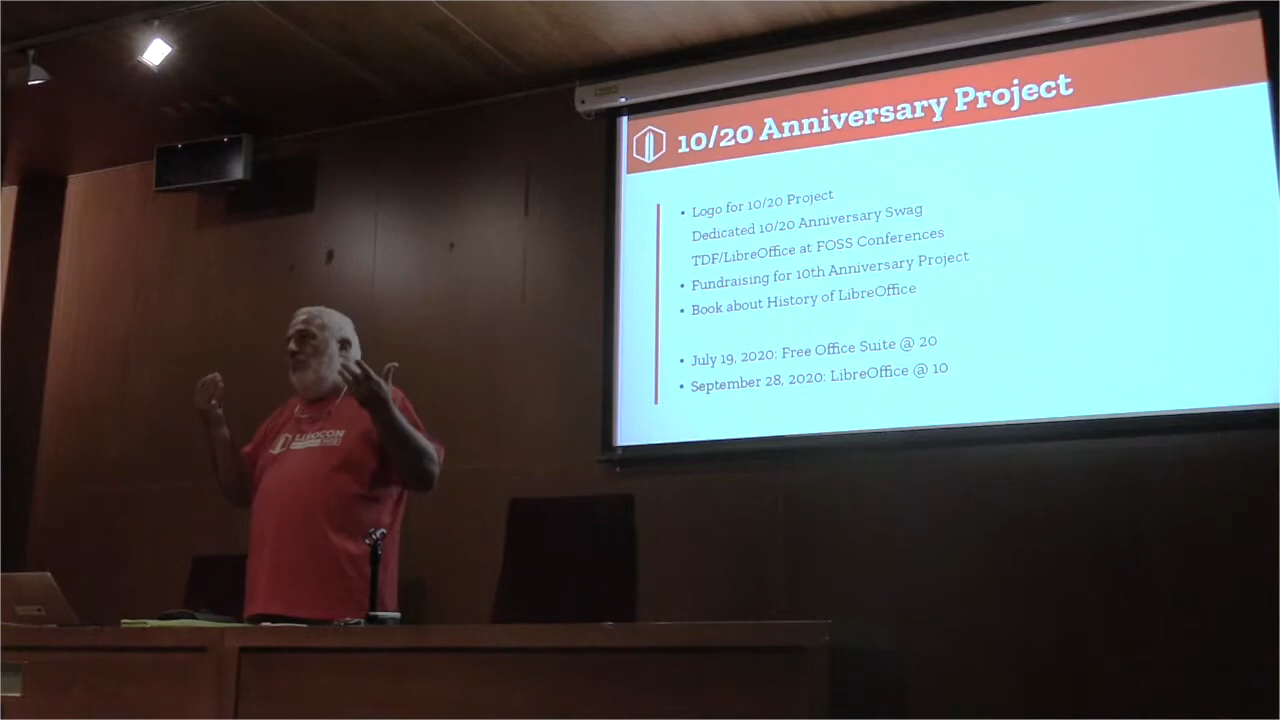 10/20 Anniversary Project
• Logo for 10/20 Project
Dedicated 10/20 Anniversary Swag
TDF/LibreOffice at FOSS Conferences
• Fundraising for 10th Anniversary Project
• Book about History of LibreOffice
• July 19, 2020: Free Office Suite @ 20
• September 28, 2020: LibreOffice @ 10
LIBOCON